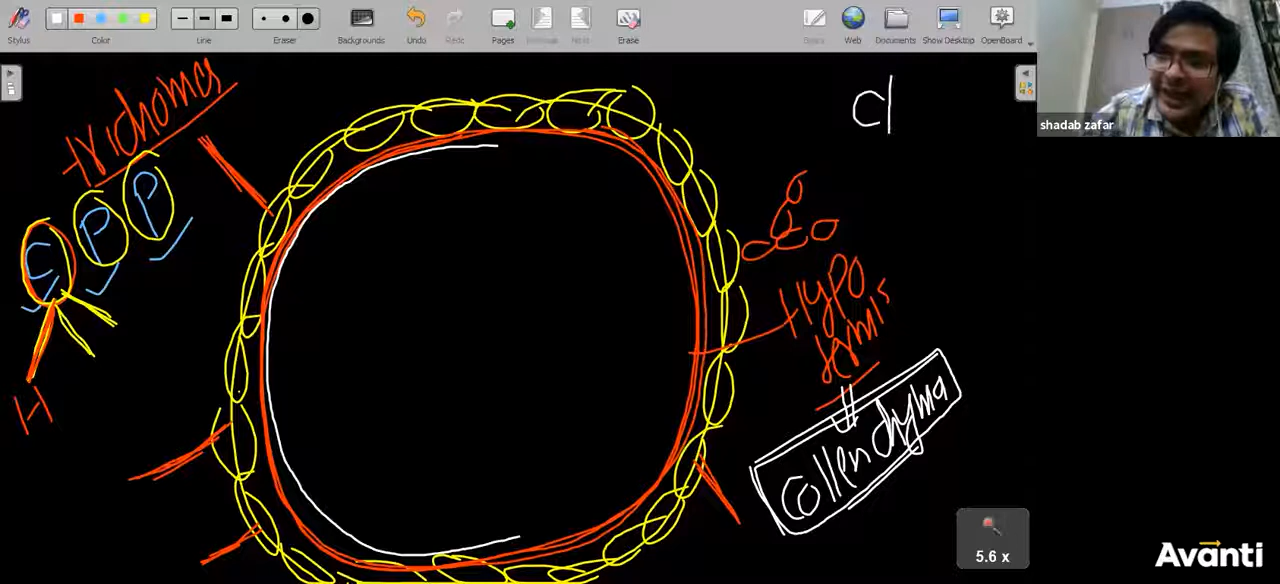 Stylus
Color
Line
Eraser
Backgrounds
Undo
Redo
Pages
Erase
Web
Documents
Show Desktop
OpenBoard
shadab zafar
trichomes
E P P
H
Hypo
dermis
Collenchyma
cl
5.6 x
Avanti